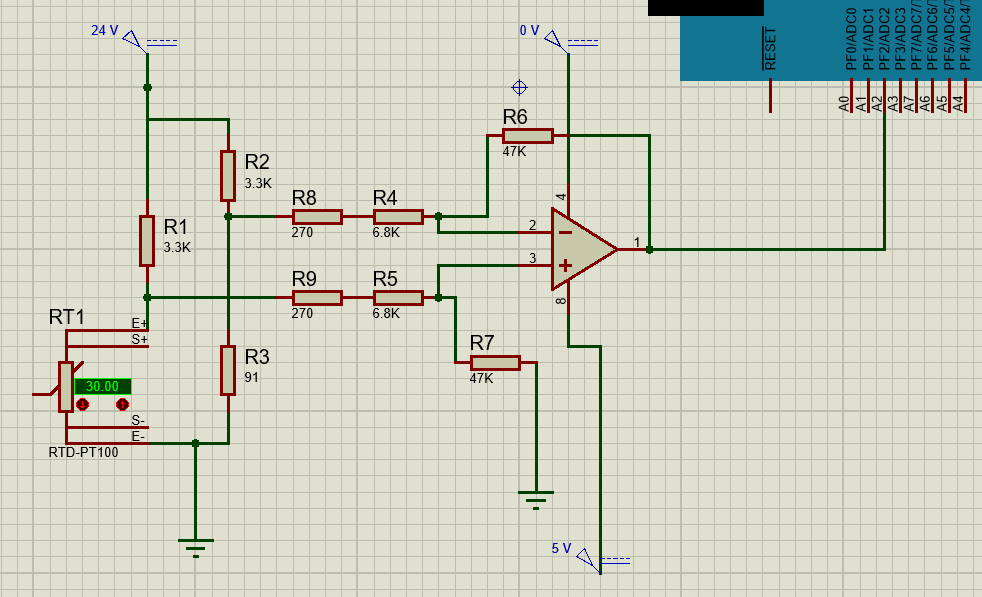 24 V
0 V
RESET
PF0/ADC0
PF1/ADC1
PF2/ADC2
PF3/ADC3
PF7/ADC7/
PF6/ADC6/
PF5/ADC5/
PF4/ADC4/
A0
A1
A2
A3
A7
A6
A5
A4
R6
47K
R2
3.3K
R8
270
R4
6.8K
4
R1
3.3K
2
1
3
R9
270
R5
6.8K
8
RT1
E+
S+
R7
47K
R3
91
30.00
S-
E-
RTD-PT100
5 V